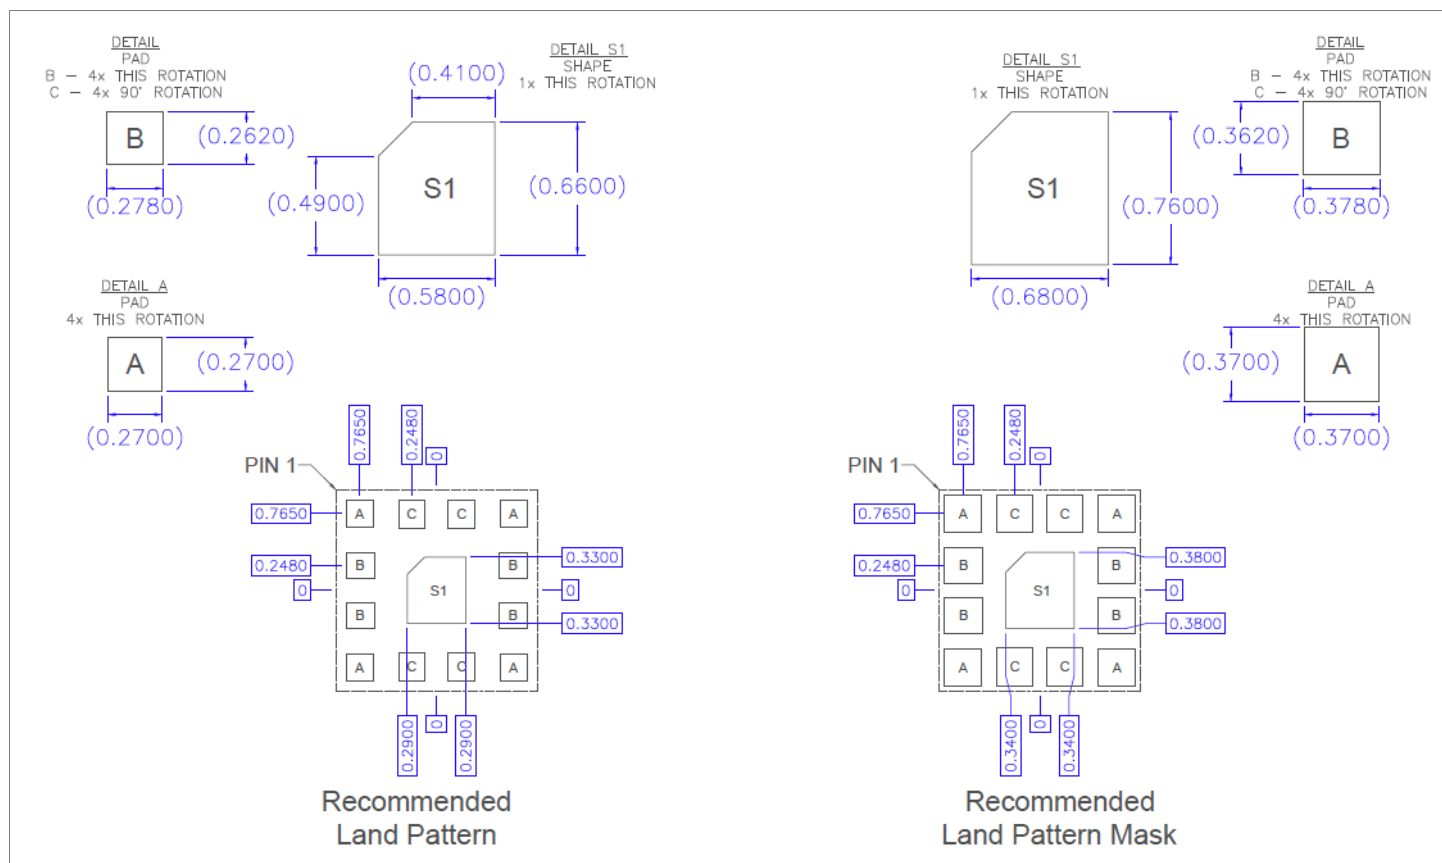 DETAIL
PAD
B – 4x THIS ROTATION
C – 4x 90° ROTATION
B
(0.2620)
(0.2780)
DETAIL S1
SHAPE
1x THIS ROTATION
(0.4100)
S1
(0.4900)
(0.6600)
(0.5800)
DETAIL A
PAD
4x THIS ROTATION
A
(0.2700)
(0.2700)
PIN 1
0.7650
0.2480
0
0.7650
0.2480
0
A C C A
B B
S1
B B
A C C A
0.3300
0
0.3300
0.2900
0
0.2900
Recommended
Land Pattern
DETAIL S1
SHAPE
1x THIS ROTATION
S1
(0.7600)
(0.6800)
DETAIL
PAD
B – 4x THIS ROTATION
C – 4x 90° ROTATION
B
(0.3620)
(0.3780)
DETAIL A
PAD
4x THIS ROTATION
A
(0.3700)
(0.3700)
PIN 1
0.7650
0.2480
0
0.7650
0.2480
0
A C C A
B B
S1
B B
A C C A
0.3800
0
0.3800
0.3400
0
0.3400
Recommended
Land Pattern Mask